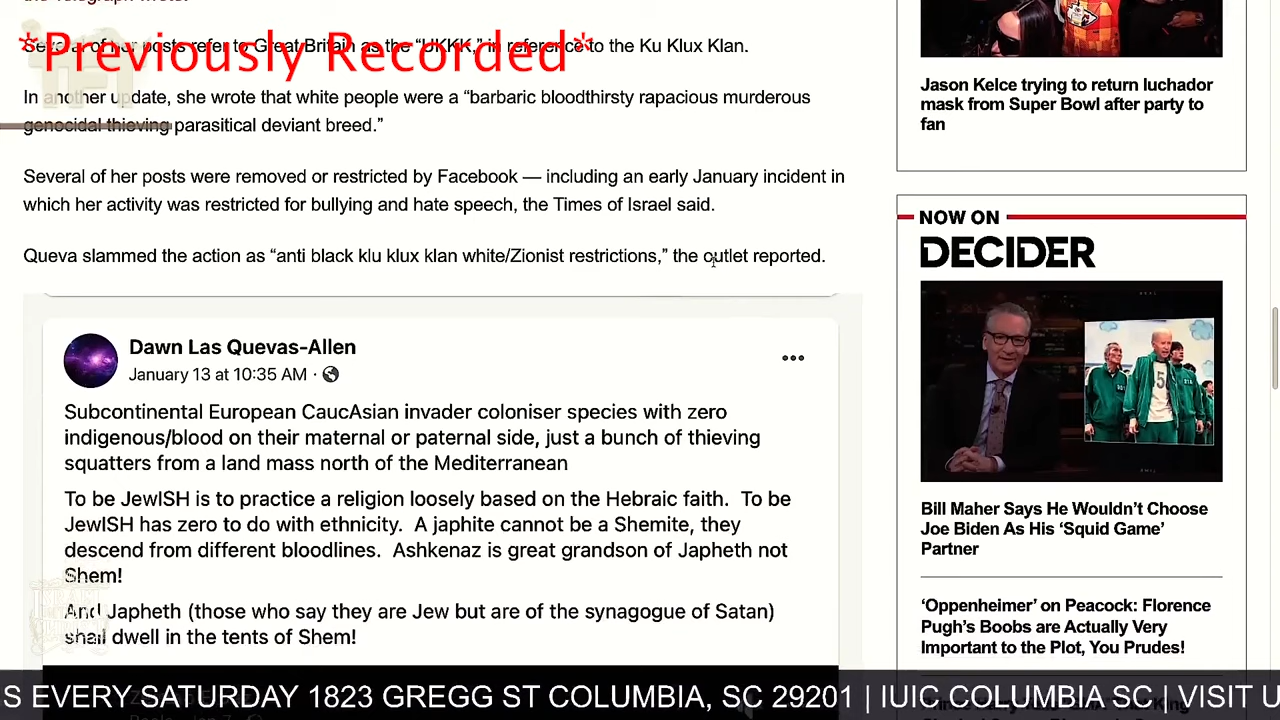 the Telegraph wrote.
*Previously Recorded*
Several of her posts refer to Great Britain as the “UKKK,” in reference to the Ku Klux Klan.
In another update, she wrote that white people were a “barbaric bloodthirsty rapacious murderous
genocidal thieving parasitical deviant breed.”
Several of her posts were removed or restricted by Facebook — including an early January incident in
which her activity was restricted for bullying and hate speech, the Times of Israel said.
Queva slammed the action as “anti black klu klux klan white/Zionist restrictions,” the outlet reported.
Dawn Las Quevas-Allen
January 13 at 10:35 AM ·
Subcontinental European CaucAsian invader coloniser species with zero
indigenous/blood on their maternal or paternal side, just a bunch of thieving
squatters from a land mass north of the Mediterranean
To be JewISH is to practice a religion loosely based on the Hebraic faith. To be
JewISH has zero to do with ethnicity. A japhite cannot be a Shemite, they
descend from different bloodlines. Ashkenaz is great grandson of Japheth not
Shem!
And Japheth (those who say they are Jew but are of the synagogue of Satan)
shall dwell in the tents of Shem!
Jason Kelce trying to return luchador
mask from Super Bowl after party to
fan
NOW ON
DECIDER
Bill Maher Says He Wouldn’t Choose
Joe Biden As His ‘Squid Game’
Partner
‘Oppenheimer’ on Peacock: Florence
Pugh’s Boobs are Actually Very
Important to the Plot, You Prudes!
S EVERY SATURDAY 1823 GREGG ST COLUMBIA, SC 29201 | IUIC COLUMBIA SC | VISIT U